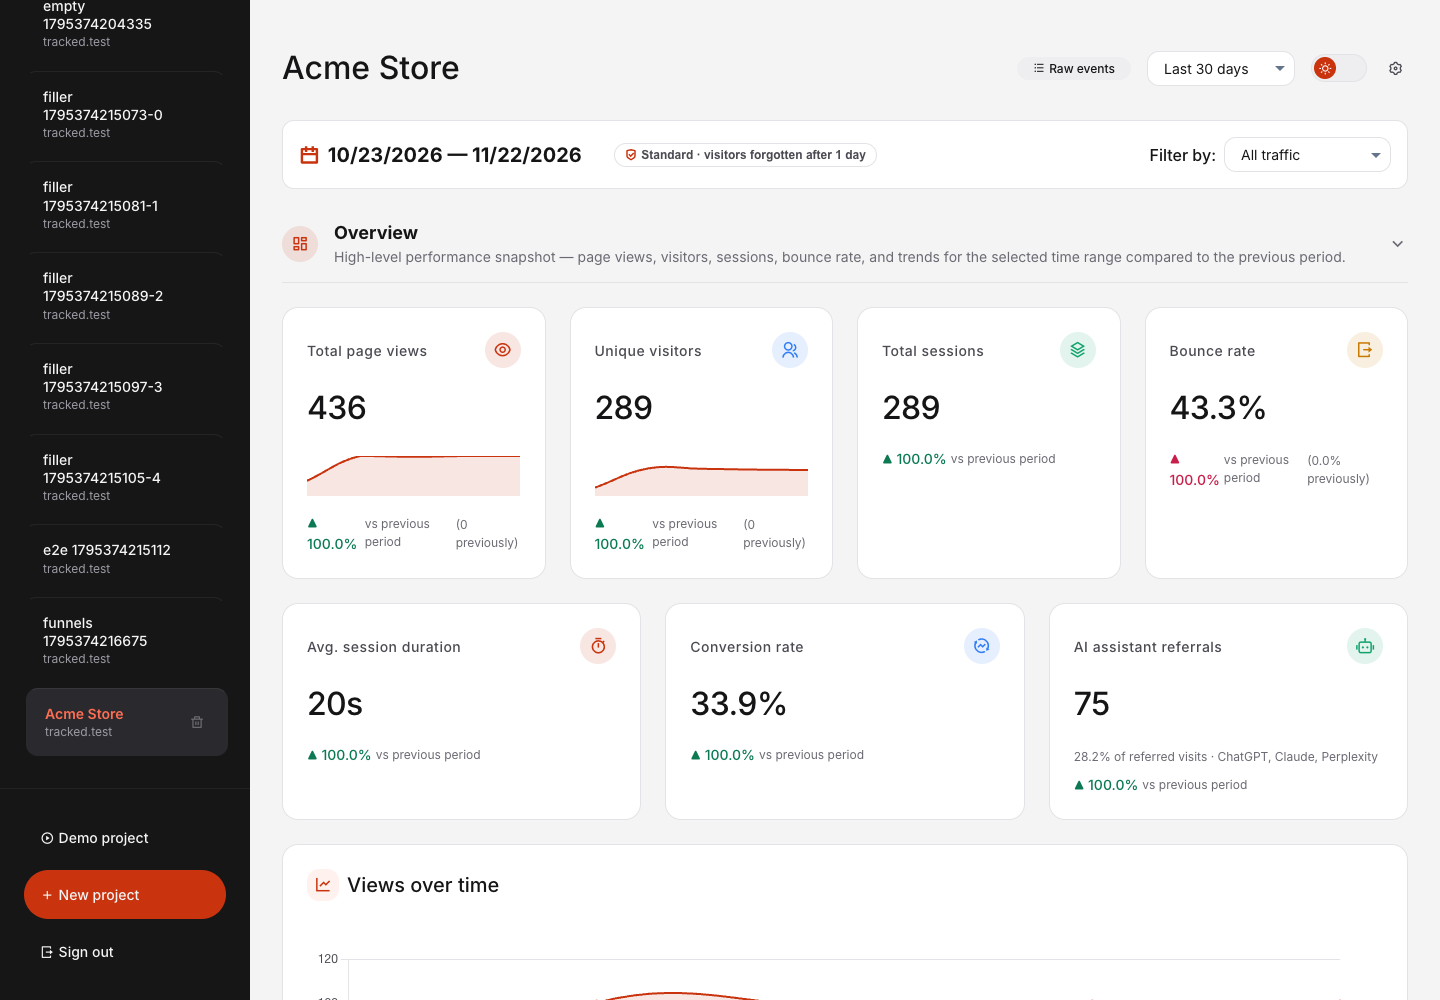 empty
1795374204335
tracked.test
filler
1795374215073-0
tracked.test
filler
1795374215081-1
tracked.test
filler
1795374215089-2
tracked.test
filler
1795374215097-3
tracked.test
filler
1795374215105-4
tracked.test
e2e 1795374215112
tracked.test
funnels
1795374216675
tracked.test
Acme Store
tracked.test
Demo project
+ New project
Sign out
Acme Store
Raw events
Last 30 days
10/23/2026 — 11/22/2026
Standard · visitors forgotten after 1 day
Filter by:
All traffic
Overview
High-level performance snapshot — page views, visitors, sessions, bounce rate, and trends for the selected time range compared to the previous period.
Total page views
436
▲ 100.0% vs previous period (0 previously)
Unique visitors
289
▲ 100.0% vs previous period (0 previously)
Total sessions
289
▲ 100.0% vs previous period
Bounce rate
43.3%
▲ 100.0% vs previous period (0.0% previously)
Avg. session duration
20s
▲ 100.0% vs previous period
Conversion rate
33.9%
▲ 100.0% vs previous period
AI assistant referrals
75
28.2% of referred visits · ChatGPT, Claude, Perplexity
▲ 100.0% vs previous period
Views over time
120